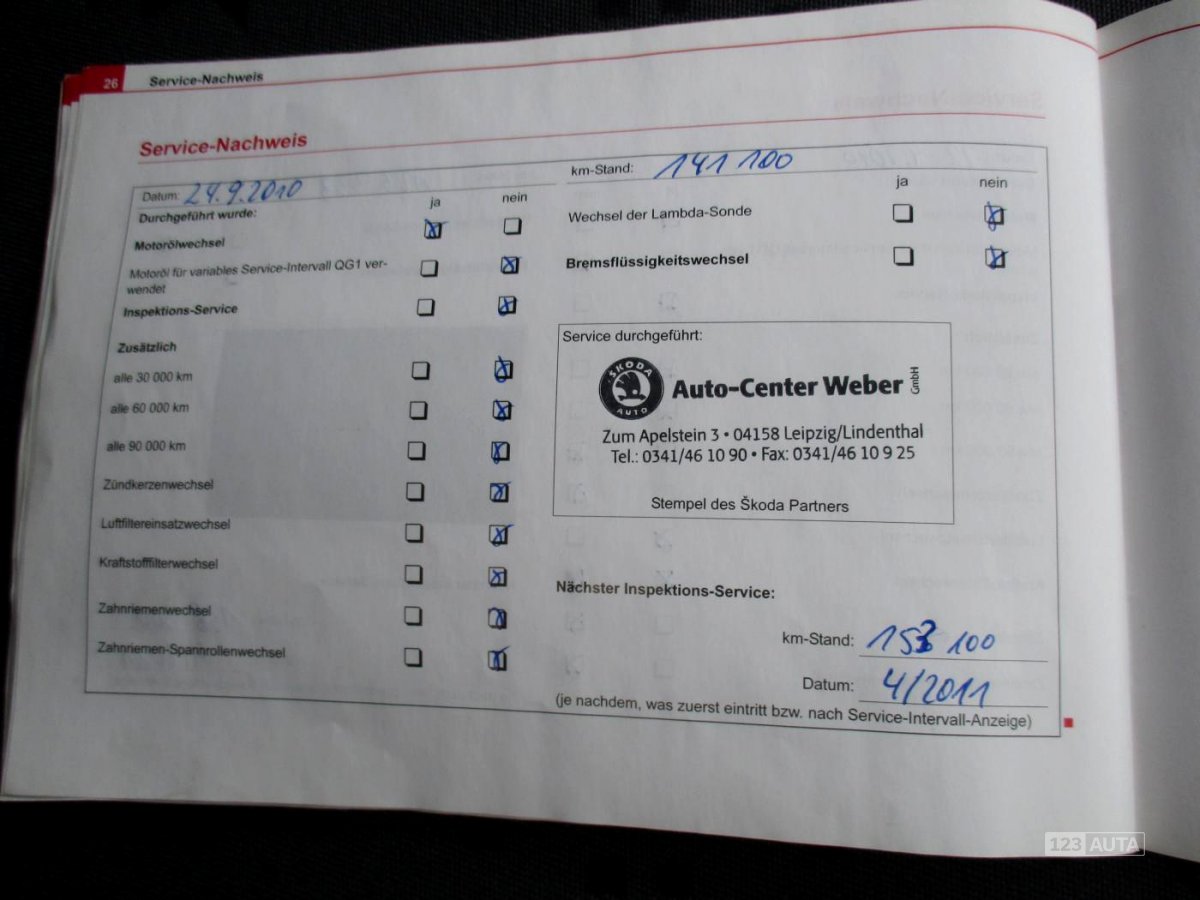 26 Service-Nachweis
Service-Nachweis
Datum: 24.9.2010
km-Stand: 141 100
ja nein
ja nein
Durchgeführt wurde:
Motorölwechsel
Motoröl für variables Service-Intervall QG1 ver-
wendet
Inspektions-Service
Zusätzlich
alle 30 000 km
alle 60 000 km
alle 90 000 km
Zündkerzenwechsel
Luftfiltereinsatzwechsel
Kraftstofffilterwechsel
Zahnriemenwechsel
Zahnriemen-Spannrollenwechsel
Wechsel der Lambda-Sonde
Bremsflüssigkeitswechsel
Service durchgeführt:
ŠKODA
AUTO
Auto-Center Weber GmbH
Zum Apelstein 3 • 04158 Leipzig/Lindenthal
Tel.: 0341/46 10 90 • Fax: 0341/46 10 9 25
Stempel des Škoda Partners
Nächster Inspektions-Service:
km-Stand: 153 100
Datum: 4/2011
(je nachdem, was zuerst eintritt bzw. nach Service-Intervall-Anzeige)
123 AUTA